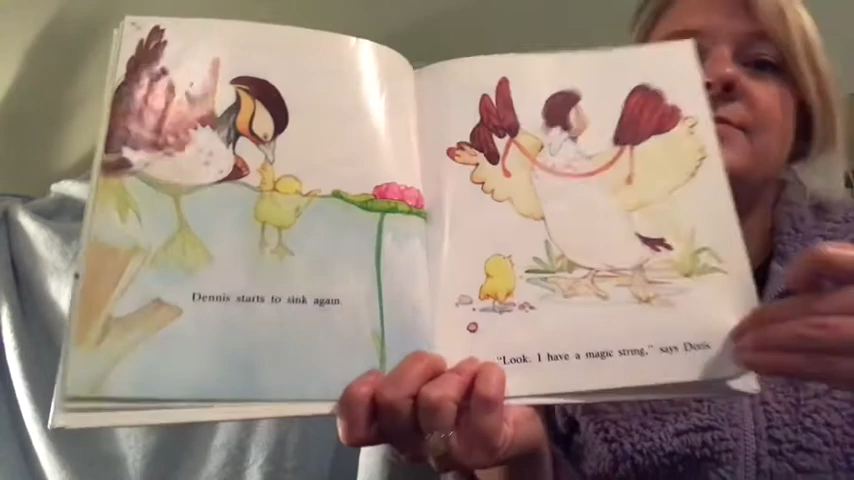 Dennis starts to sink again.
"Look. I have a magic string," says Denis.